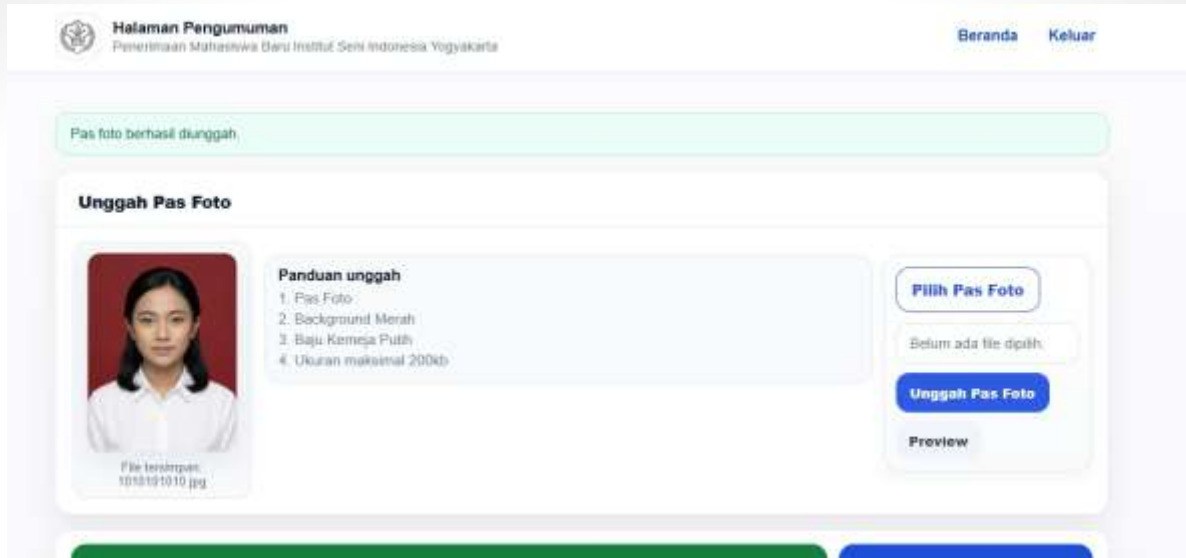 Halaman Pengumuman
Penerimaan Mahasiswa Baru Institut Seni Indonesia Yogyakarta
Beranda
Keluar
Pas foto berhasil diunggah.
Unggah Pas Foto
Panduan unggah
1. Pas Foto
2. Background Merah
3. Baju Kemeja Putih
4. Ukuran maksimal 200kb
File tersimpan:
1010101010.jpg
Pilih Pas Foto
Belum ada file dipilih.
Unggah Pas Foto
Preview